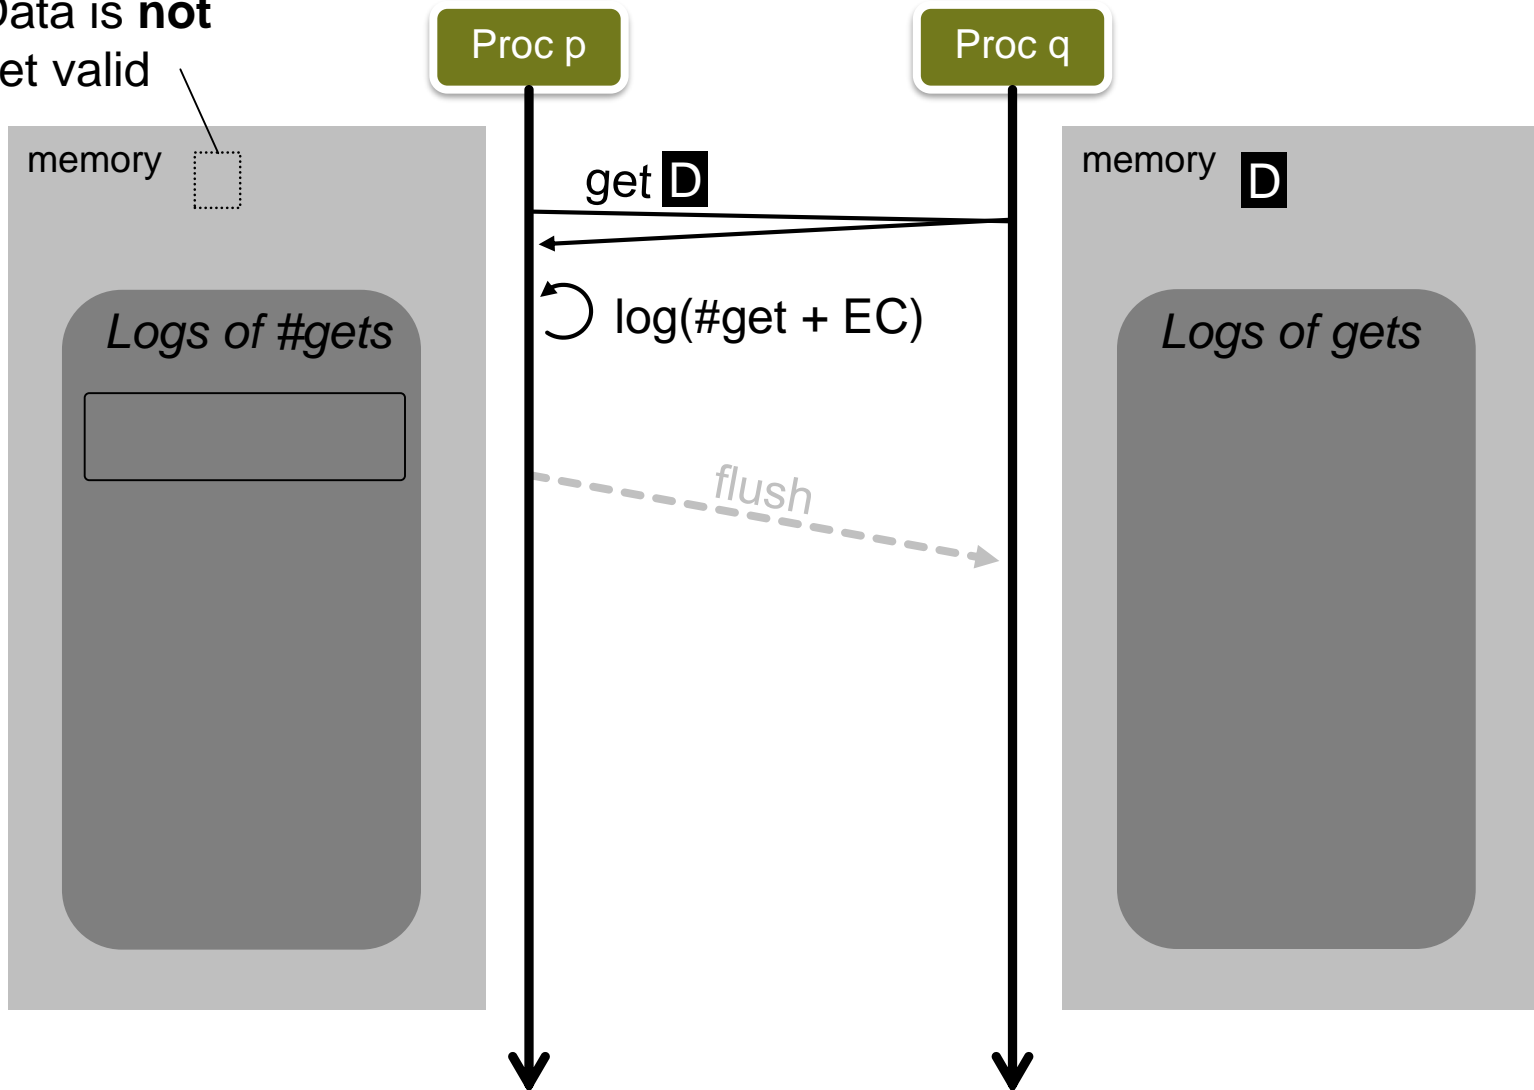 Data is not
et valid
Proc p
Proc q
memory
get D
memory
D
log(#get + EC)
Logs of #gets
Logs of gets
flush